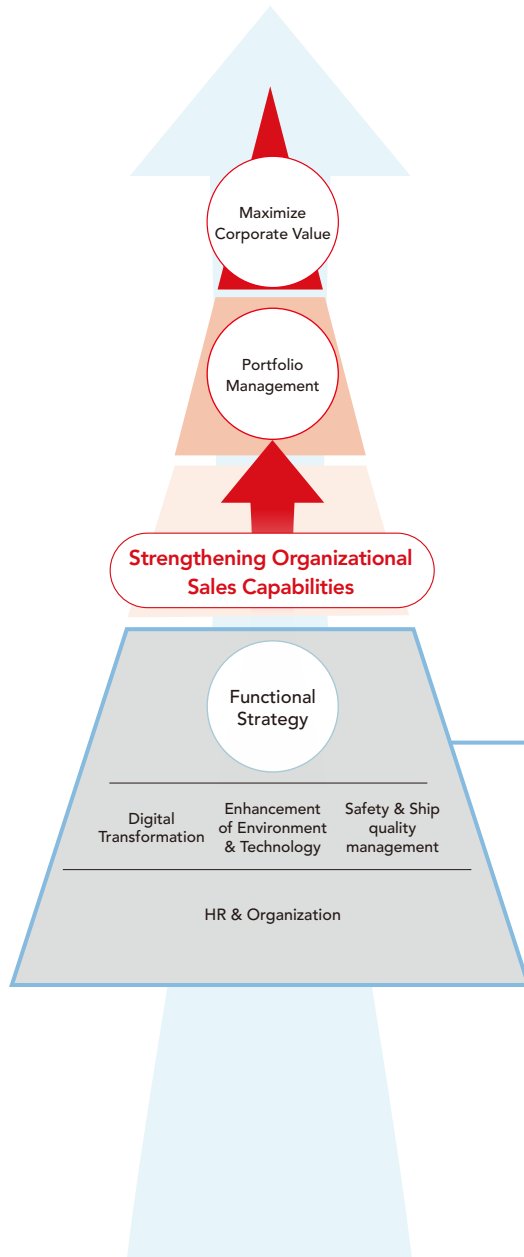 Maximize
Corporate Value
Portfolio
Management
Strengthening Organizational
Sales Capabilities
Functional
Strategy
Digital
Transformation
Enhancement
of Environment
& Technology
Safety & Ship
quality
management
HR & Organization